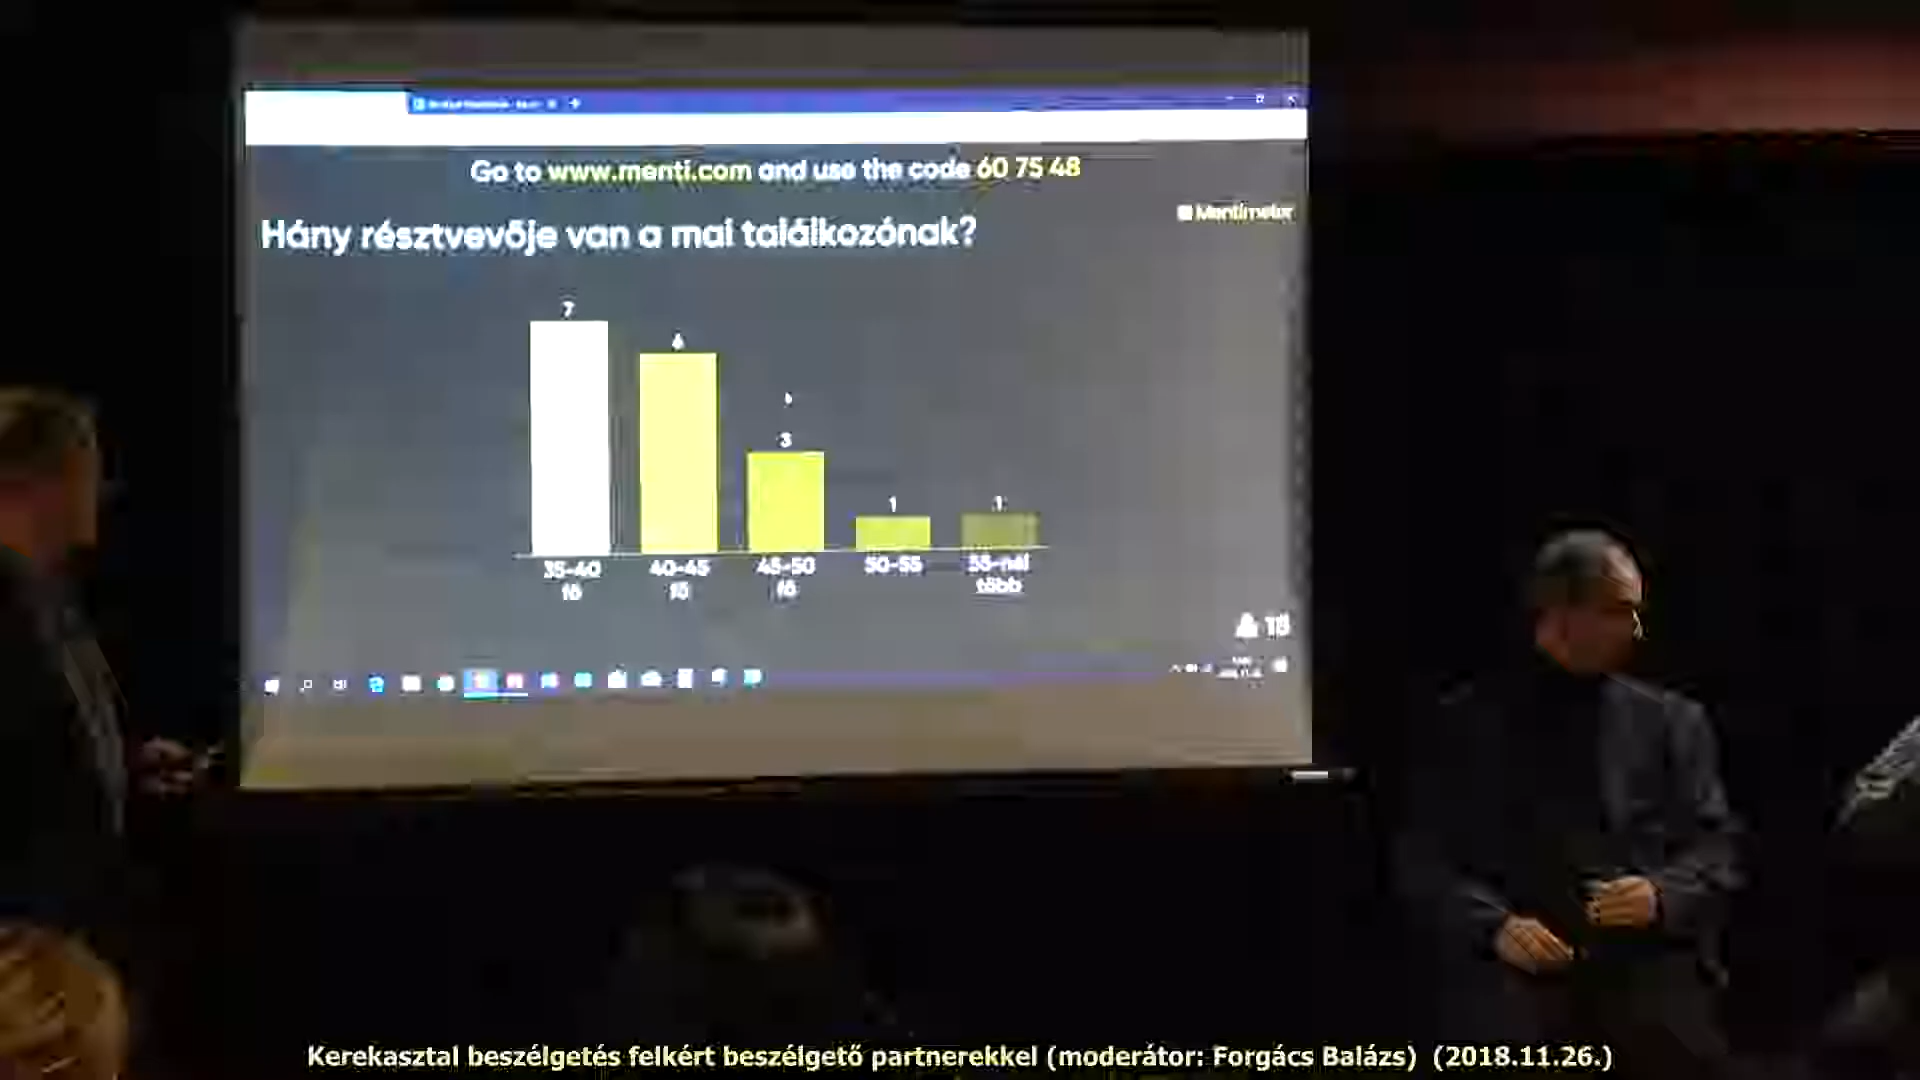 Go to www.menti.com and use the code 60 75 48
Mentimeter
Hány résztvevője van a mai találkozónak?
7
6
3
1
1
35-40
fő
40-45
fő
45-50
fő
50-55
55-nél
több
18
Kerekasztal beszélgetés felkért beszélgető partnerekkel (moderátor: Forgács Balázs) (2018.11.26.)